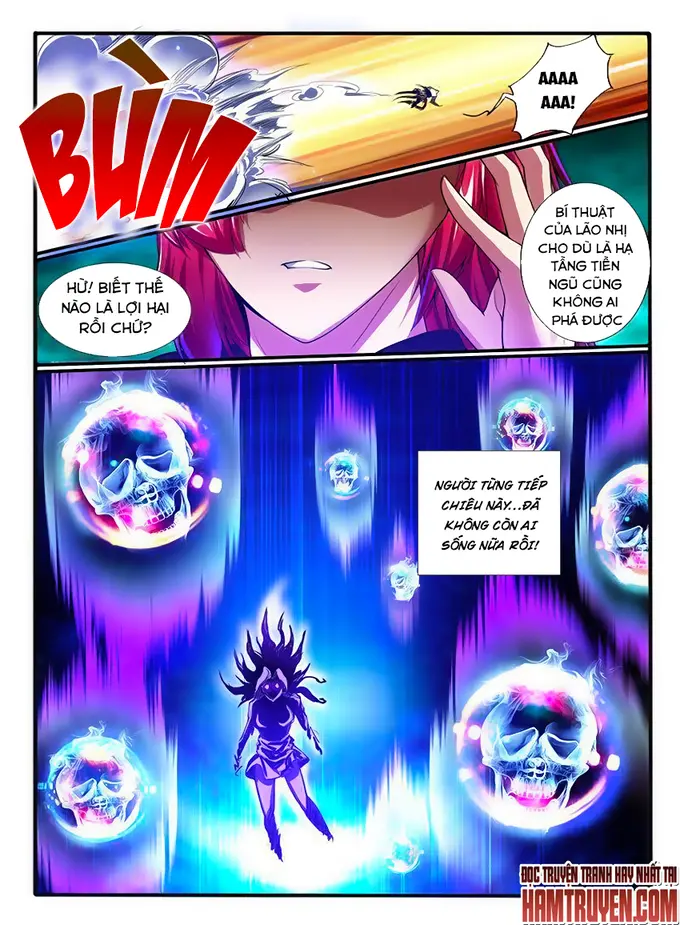 BÙM
AAAA
AAA!
BÍ THUẬT
CỦA LÃO NHỊ
CHO DÙ LÀ HẠ
TẦNG TIỀN
NGŨ CŨNG
KHÔNG AI
PHÁ ĐƯỢC
HỪ! BIẾT THẾ
NÀO LÀ LỢI HẠI
RỒI CHỨ?
NGƯỜI TỪNG TIẾP
CHIÊU NÀY...ĐÃ
KHÔNG CÒN AI
SỐNG NỮA RỒI!
ĐỌC TRUYỆN TRANH HAY NHẤT TẠI
HAMTRUYEN.COM